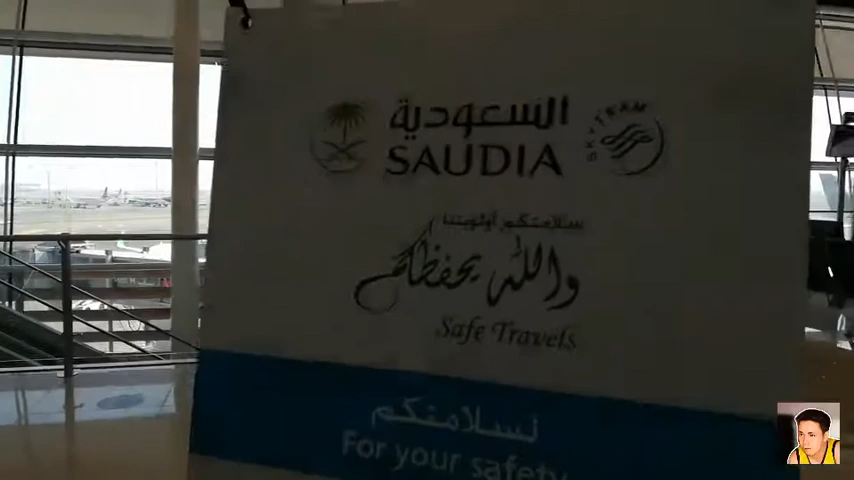 السعودية
SAUDIA
SKYTEAM
سلامتكم أولويتنا
والله يحفظكم
Safe Travels
لسلامتكم
For your safety